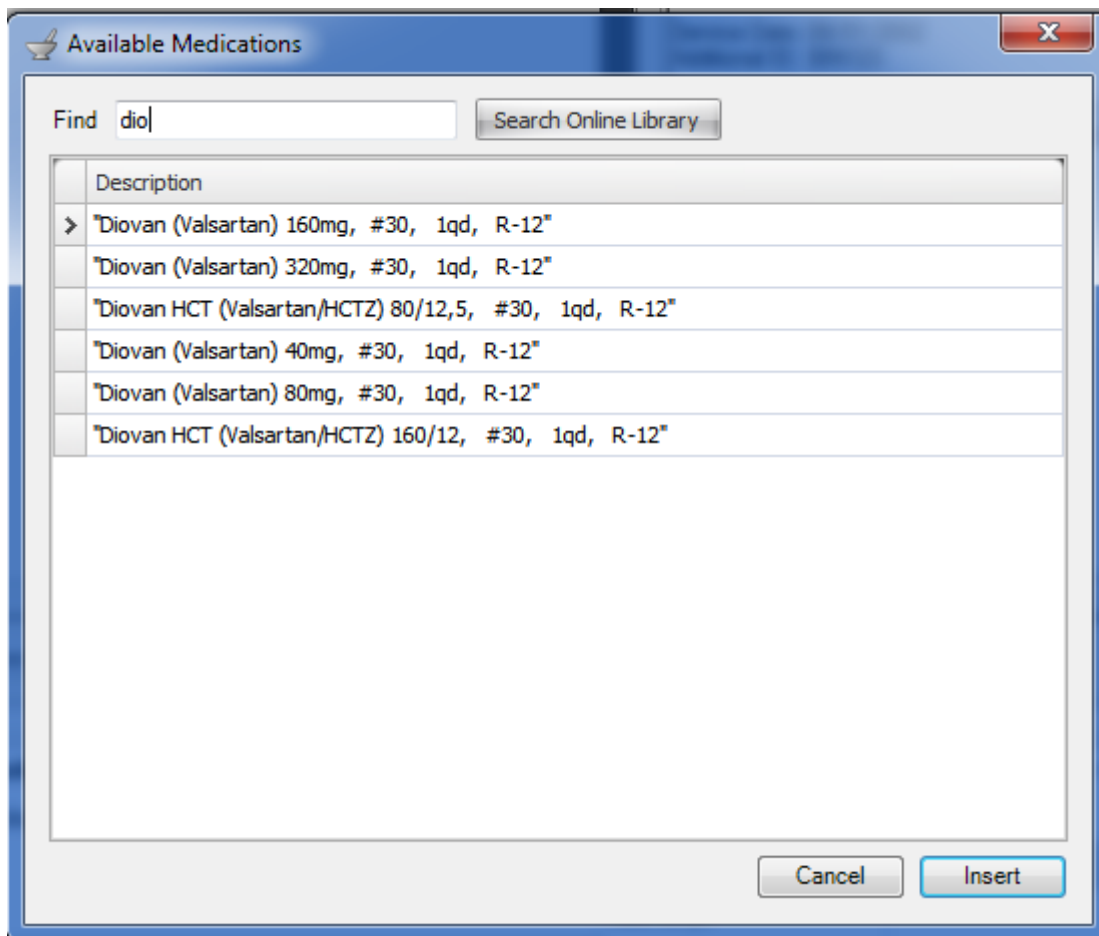 Available Medications
Find dio Search Online Library
Description
"Diovan (Valsartan) 160mg, #30, 1qd, R-12"
"Diovan (Valsartan) 320mg, #30, 1qd, R-12"
"Diovan HCT (Valsartan/HCTZ) 80/12,5, #30, 1qd, R-12"
"Diovan (Valsartan) 40mg, #30, 1qd, R-12"
"Diovan (Valsartan) 80mg, #30, 1qd, R-12"
"Diovan HCT (Valsartan/HCTZ) 160/12, #30, 1qd, R-12"
Cancel Insert